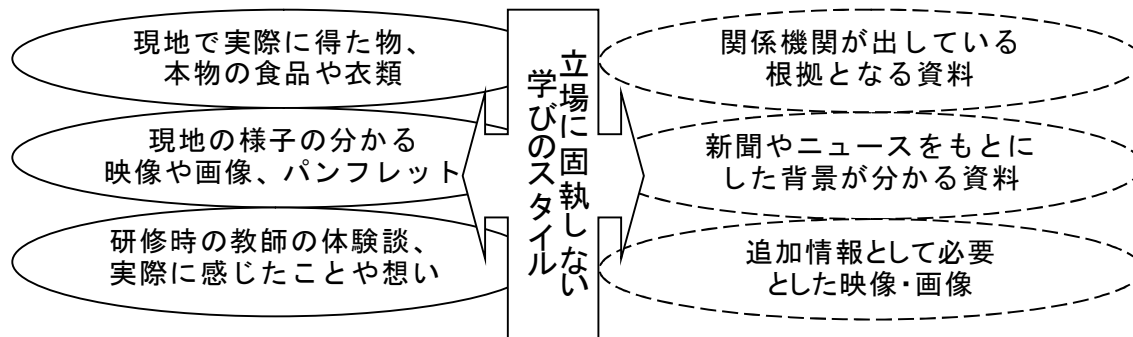 現地で実際に得た物、
本物の食品や衣類
現地の様子の分かる
映像や画像、パンフレット
研修時の教師の体験談、
実際に感じたことや想い
立場に固執しない
学びのスタイル
関係機関が出している
根拠となる資料
新聞やニュースをもとに
した背景が分かる資料
追加情報として必要
とした映像・画像